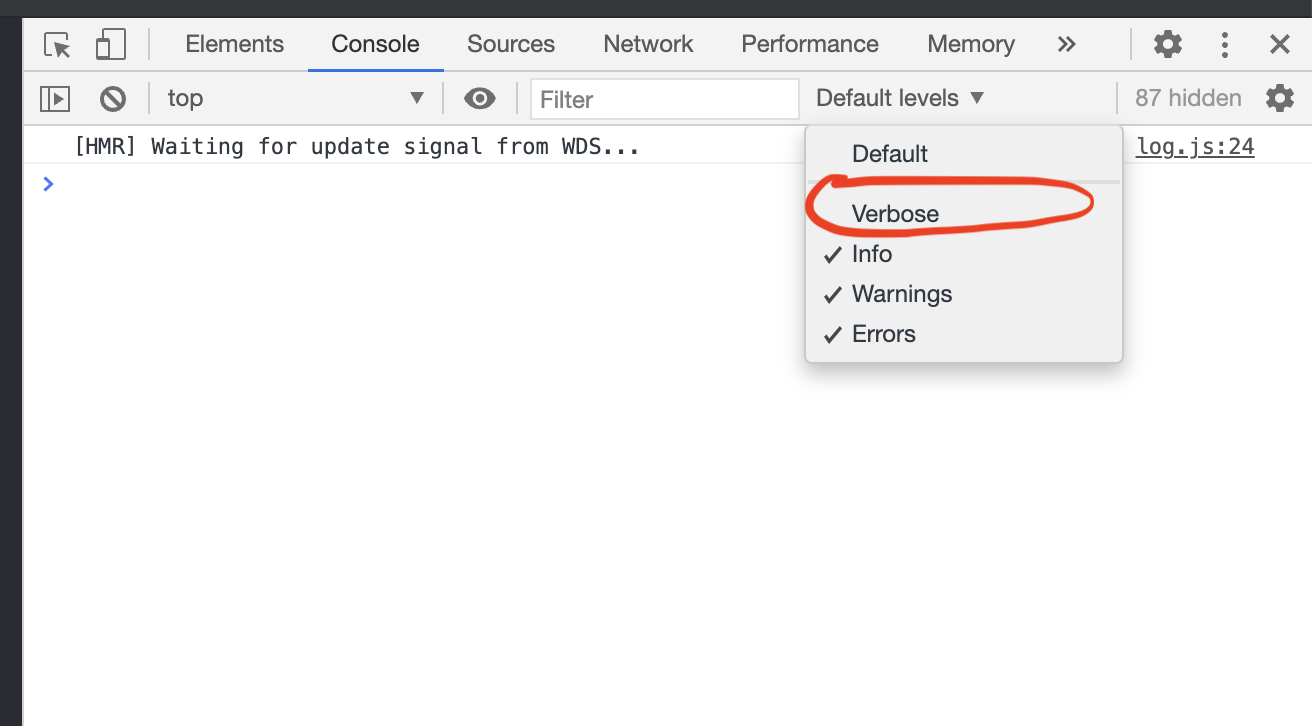 Elements Console Sources Network Performance Memory
top Filter Default levels 87 hidden
[HMR] Waiting for update signal from WDS... log.js:24
Default
Verbose
Info
Warnings
Errors